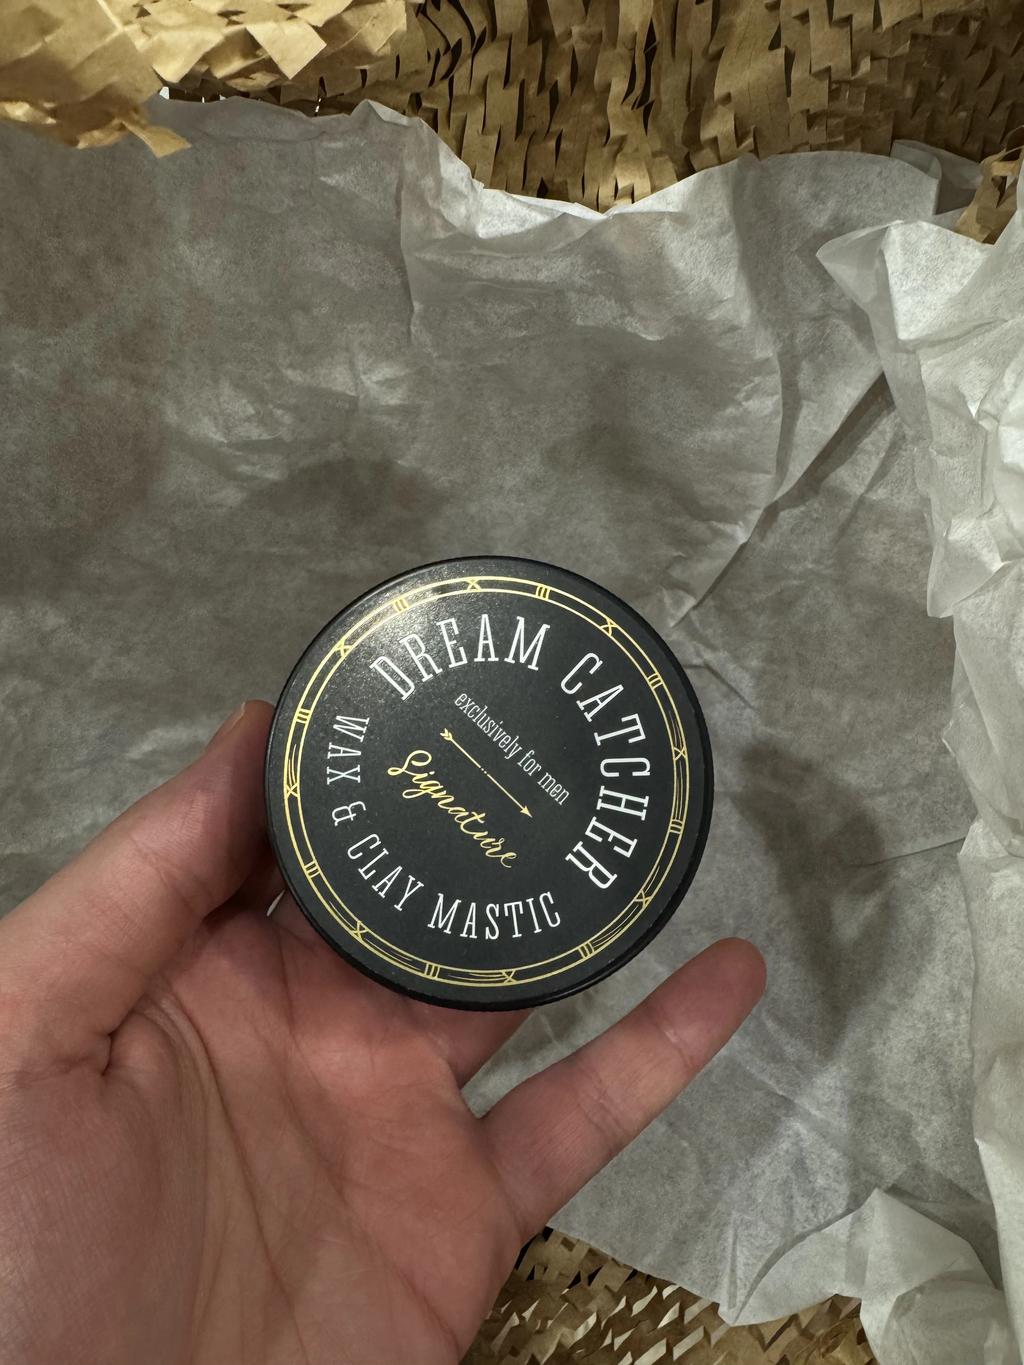 DREAM CATCHER
exclusively for men
Signature
WAX & CLAY MASTIC